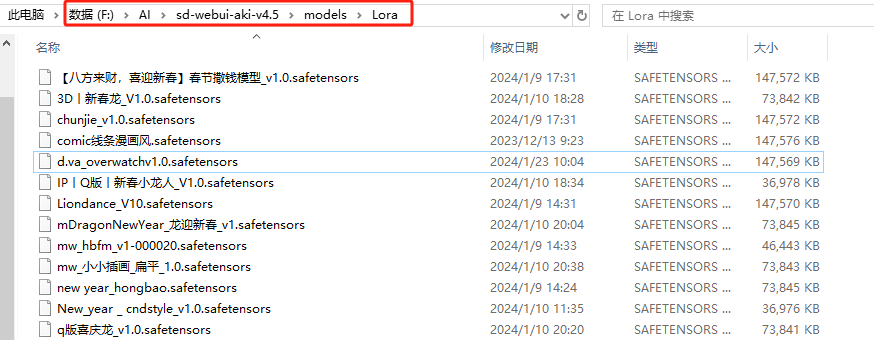 此电脑 > 数据 (F:) > AI > sd-webui-aki-v4.5 > models > Lora 在 Lora 中搜索
名称 修改日期 类型 大小
【八方来财，喜迎新春】春节撒钱模型_v1.0.safetensors 2024/1/9 17:31 SAFETENSORS ... 147,572 KB
3D丨新春龙_V1.0.safetensors 2024/1/10 18:28 SAFETENSORS ... 73,842 KB
chunjie_v1.0.safetensors 2024/1/9 17:31 SAFETENSORS ... 147,572 KB
comic线条漫画风.safetensors 2023/12/13 9:23 SAFETENSORS ... 147,576 KB
d.va_overwatchv1.0.safetensors 2024/1/23 10:04 SAFETENSORS ... 147,569 KB
IP丨Q版丨新春小龙人_V1.0.safetensors 2024/1/10 18:34 SAFETENSORS ... 36,978 KB
Liondance_V10.safetensors 2024/1/9 14:31 SAFETENSORS ... 147,570 KB
mDragonNewYear_龙迎新春_v1.safetensors 2024/1/10 20:04 SAFETENSORS ... 73,845 KB
mw_hbfm_v1-000020.safetensors 2024/1/9 14:33 SAFETENSORS ... 46,443 KB
mw_小小插画_扁平_1.0.safetensors 2024/1/10 20:38 SAFETENSORS ... 73,843 KB
new year_hongbao.safetensors 2024/1/9 14:24 SAFETENSORS ... 73,845 KB
New_year _ cndstyle_v1.0.safetensors 2024/1/10 11:35 SAFETENSORS ... 36,976 KB
q版喜庆龙_v1.0.safetensors 2024/1/10 20:20 SAFETENSORS ... 73,841 KB